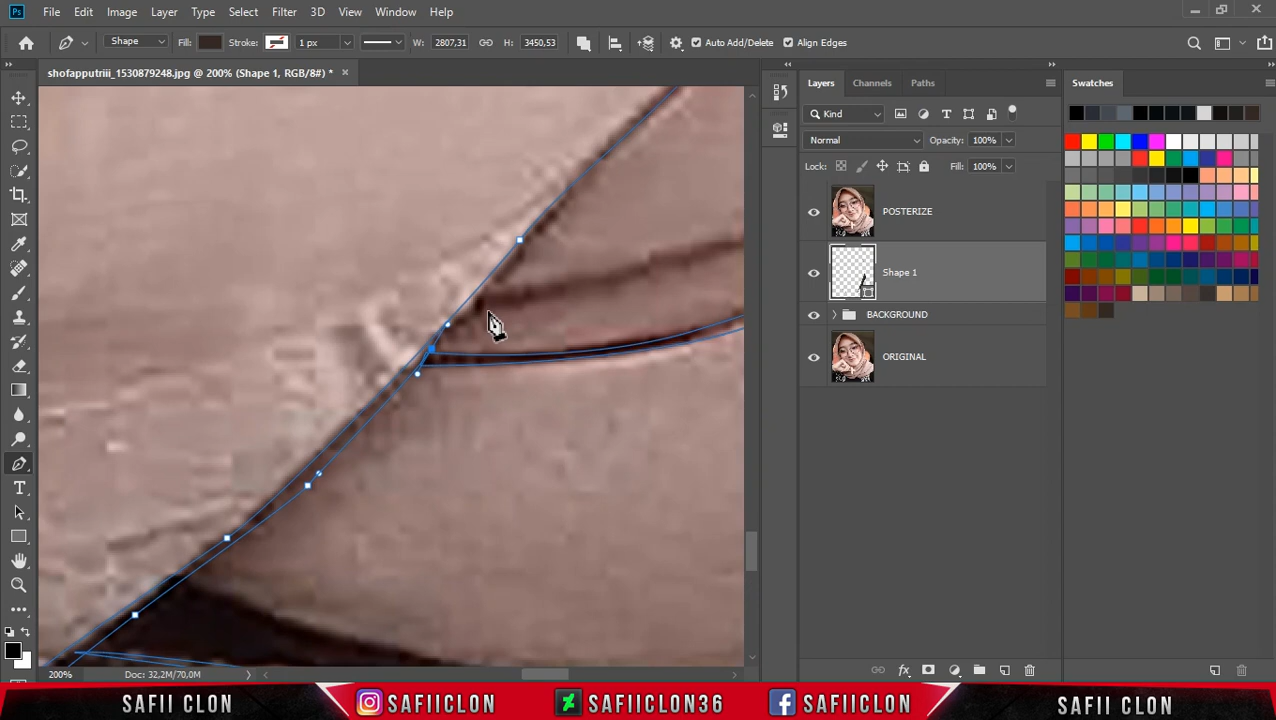 Ps File Edit Image Layer Type Select Filter 3D View Window Help
Shape Fill: Stroke: 1 px W: 2807,31 H: 3450,53 Auto Add/Delete Align Edges
shofapputriii_1530879248.jpg @ 200% (Shape 1, RGB/8#) *
Layers Channels Paths
Swatches
Kind
Normal Opacity: 100%
Lock: Fill: 100%
POSTERIZE
Shape 1
BACKGROUND
ORIGINAL
200% Doc: 32,2M/70,0M
fx
SAFII CLON SAFIICLON SAFIICLON36 SAFIICLON SAFII CLON